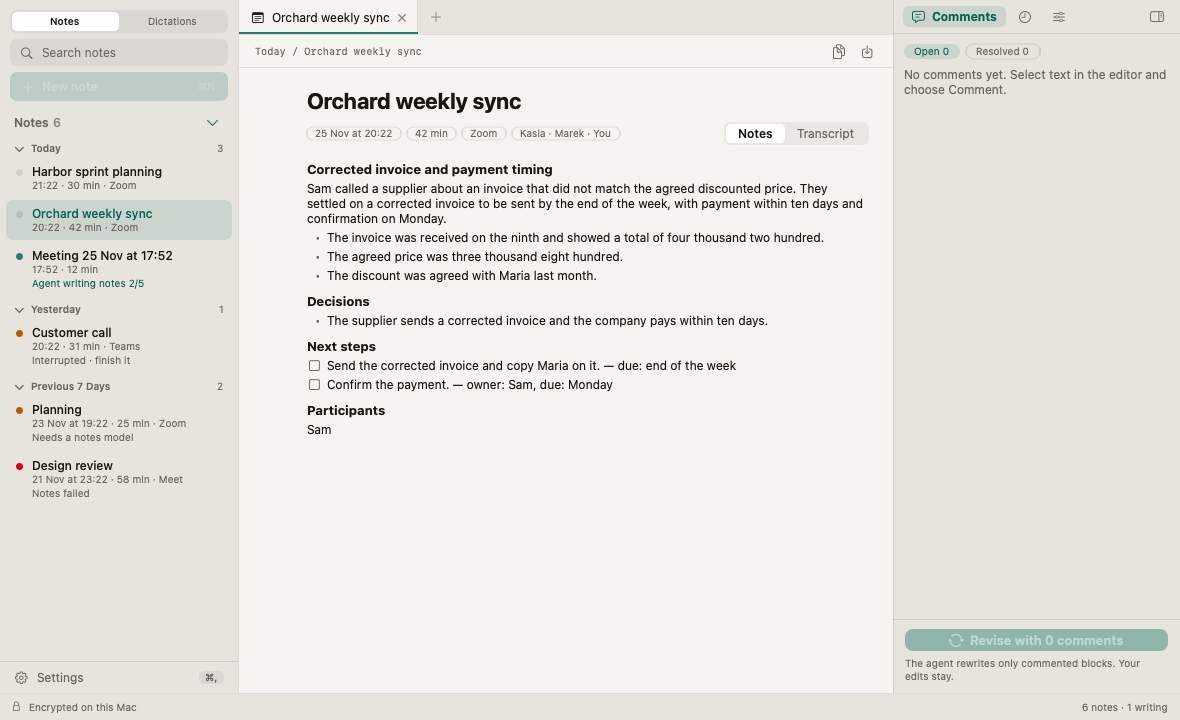 Notes
Dictations
Search notes
New note
⌘N
Notes 6
Today
3
Harbor sprint planning
21:22 · 30 min · Zoom
Orchard weekly sync
20:22 · 42 min · Zoom
Meeting 25 Nov at 17:52
17:52 · 12 min
Agent writing notes 2/5
Yesterday
1
Customer call
20:22 · 31 min · Teams
Interrupted · finish it
Previous 7 Days
2
Planning
23 Nov at 19:22 · 25 min · Zoom
Needs a notes model
Design review
21 Nov at 23:22 · 58 min · Meet
Notes failed
Settings
⌘,
Encrypted on this Mac
Orchard weekly sync
Today / Orchard weekly sync
Orchard weekly sync
25 Nov at 20:22
42 min
Zoom
Kasia · Marek · You
Notes
Transcript
Corrected invoice and payment timing
Sam called a supplier about an invoice that did not match the agreed discounted price. They
settled on a corrected invoice to be sent by the end of the week, with payment within ten days and
confirmation on Monday.
• The invoice was received on the ninth and showed a total of four thousand two hundred.
• The agreed price was three thousand eight hundred.
• The discount was agreed with Maria last month.
Decisions
• The supplier sends a corrected invoice and the company pays within ten days.
Next steps
Send the corrected invoice and copy Maria on it. — due: end of the week
Confirm the payment. — owner: Sam, due: Monday
Participants
Sam
Comments
Open 0
Resolved 0
No comments yet. Select text in the editor and
choose Comment.
Revise with 0 comments
The agent rewrites only commented blocks. Your
edits stay.
6 notes · 1 writing